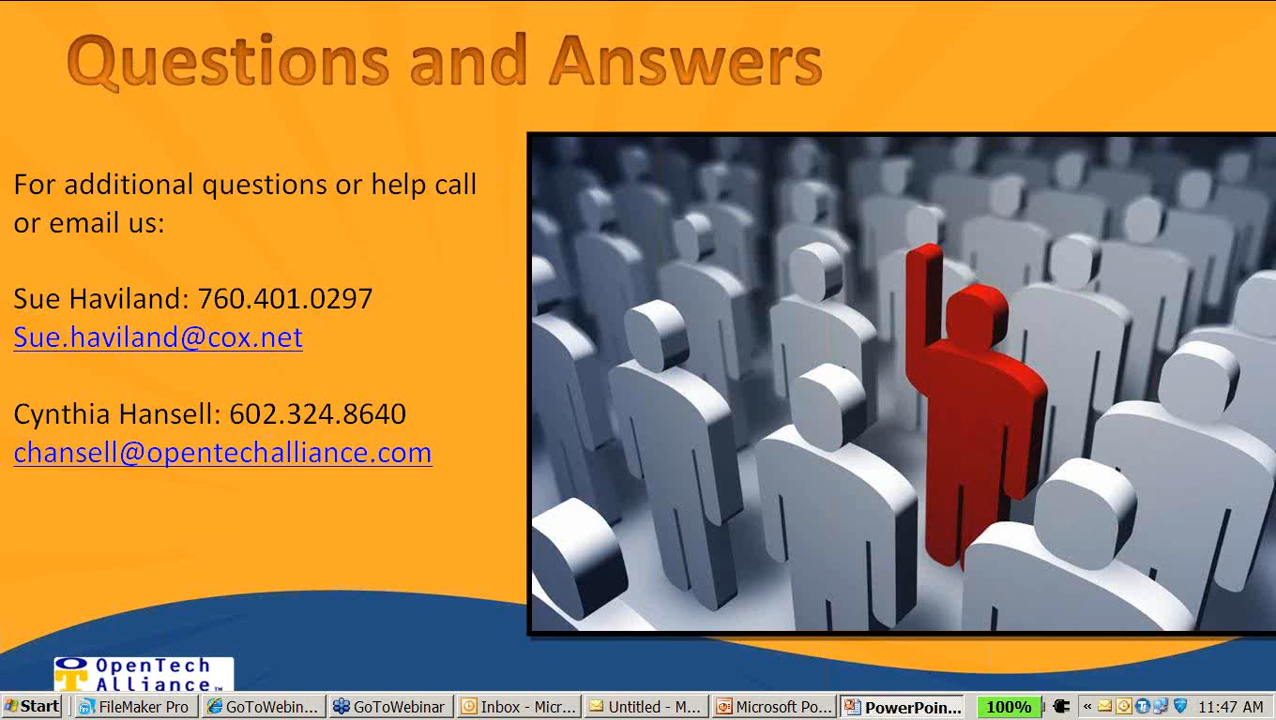 Questions and Answers
For additional questions or help call
or email us:
Sue Haviland: 760.401.0297
Sue.haviland@cox.net
Cynthia Hansell: 602.324.8640
chansell@opentechalliance.com
OpenTech
Alliance™
Start FileMaker Pro GoToWebin... GoToWebinar Inbox - Micr... Untitled - M... Microsoft Po... PowerPoin... 100% « 11:47 AM